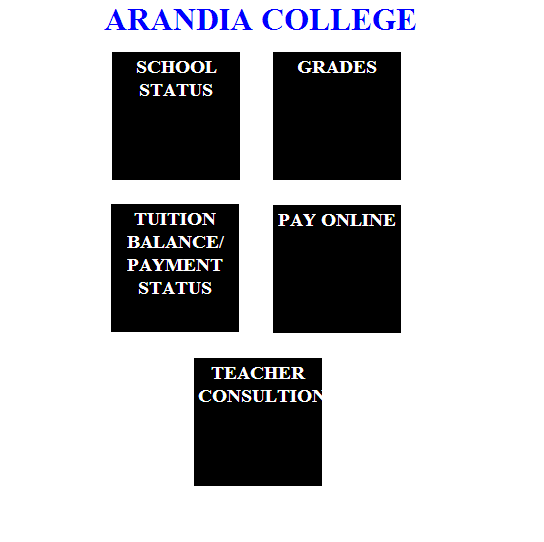 ARANDIA COLLEGE
SCHOOL
STATUS
GRADES
TUITION
BALANCE/
PAYMENT
STATUS
PAY ONLINE
TEACHER
CONSULTION